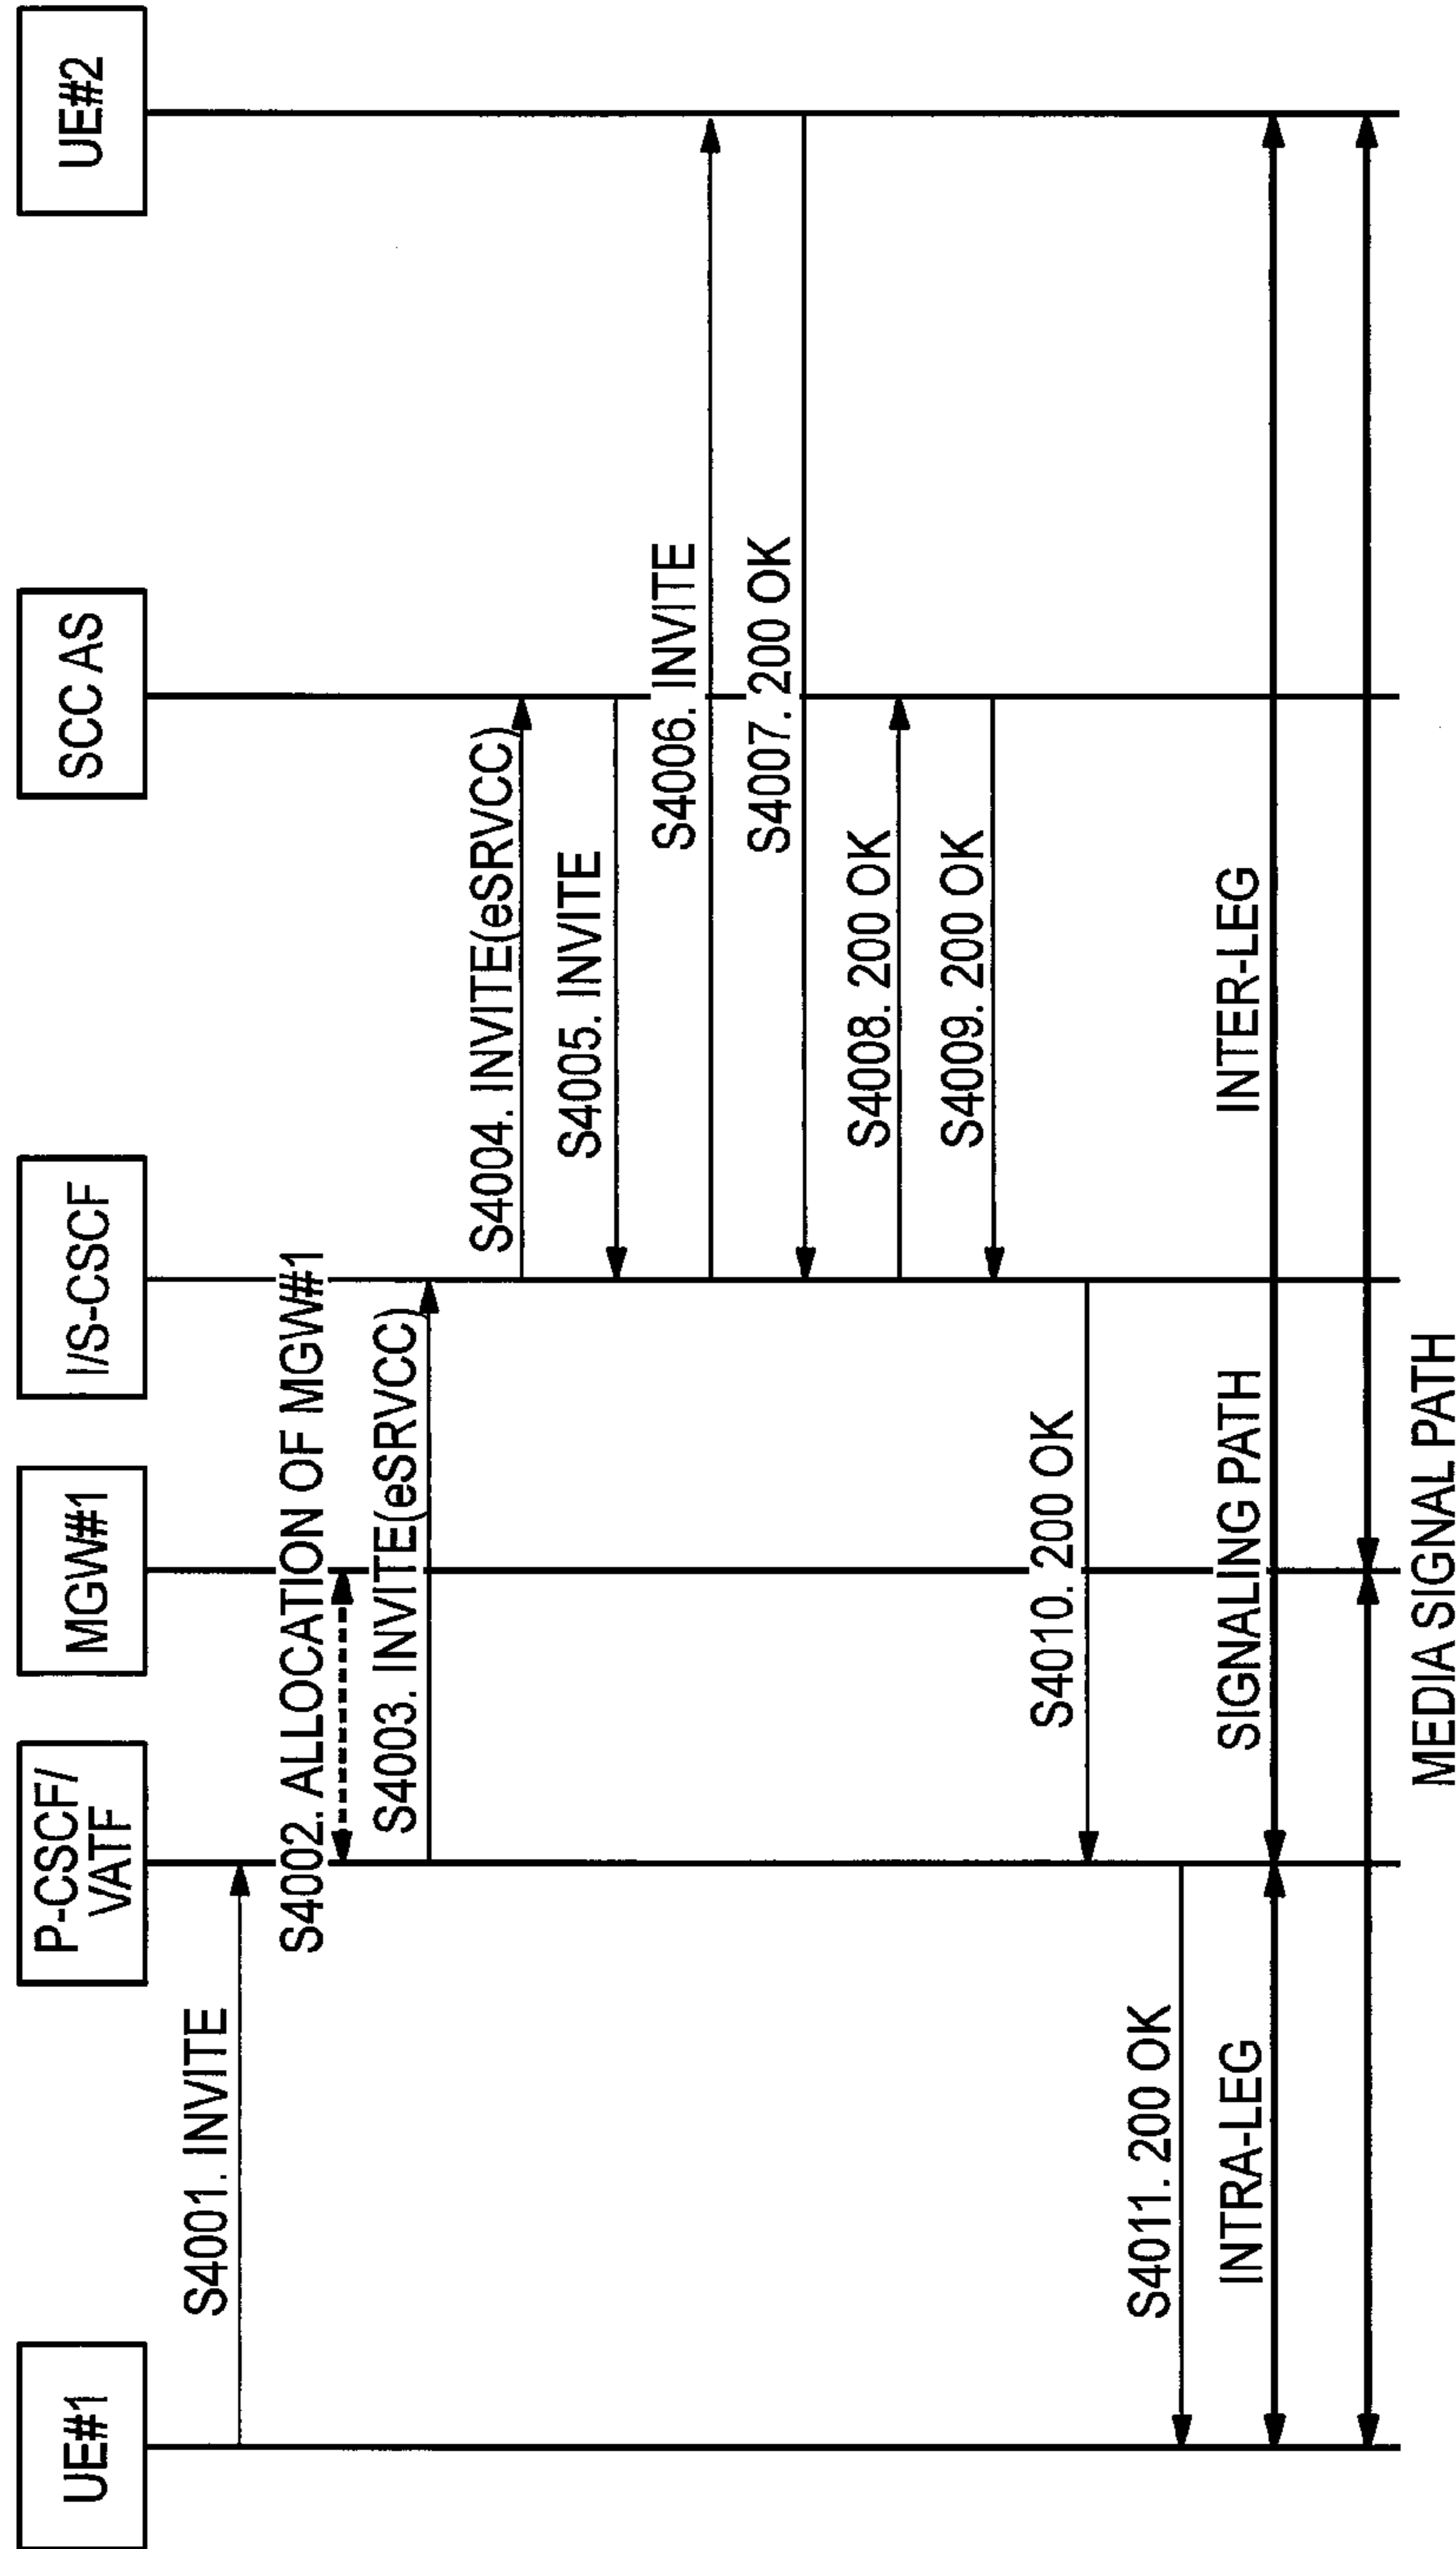 UE#1
P-CSCF/
VATF
MGW#1
I/S-CSCF
SCC AS
UE#2
S4001. INVITE
S4002. ALLOCATION OF MGW#1
S4003. INVITE(eSRVCC)
S4004. INVITE(eSRVCC)
S4005. INVITE
S4006. INVITE
S4007. 200 OK
S4008. 200 OK
S4009. 200 OK
S4010. 200 OK
S4011. 200 OK
INTRA-LEG
SIGNALING PATH
INTER-LEG
MEDIA SIGNAL PATH